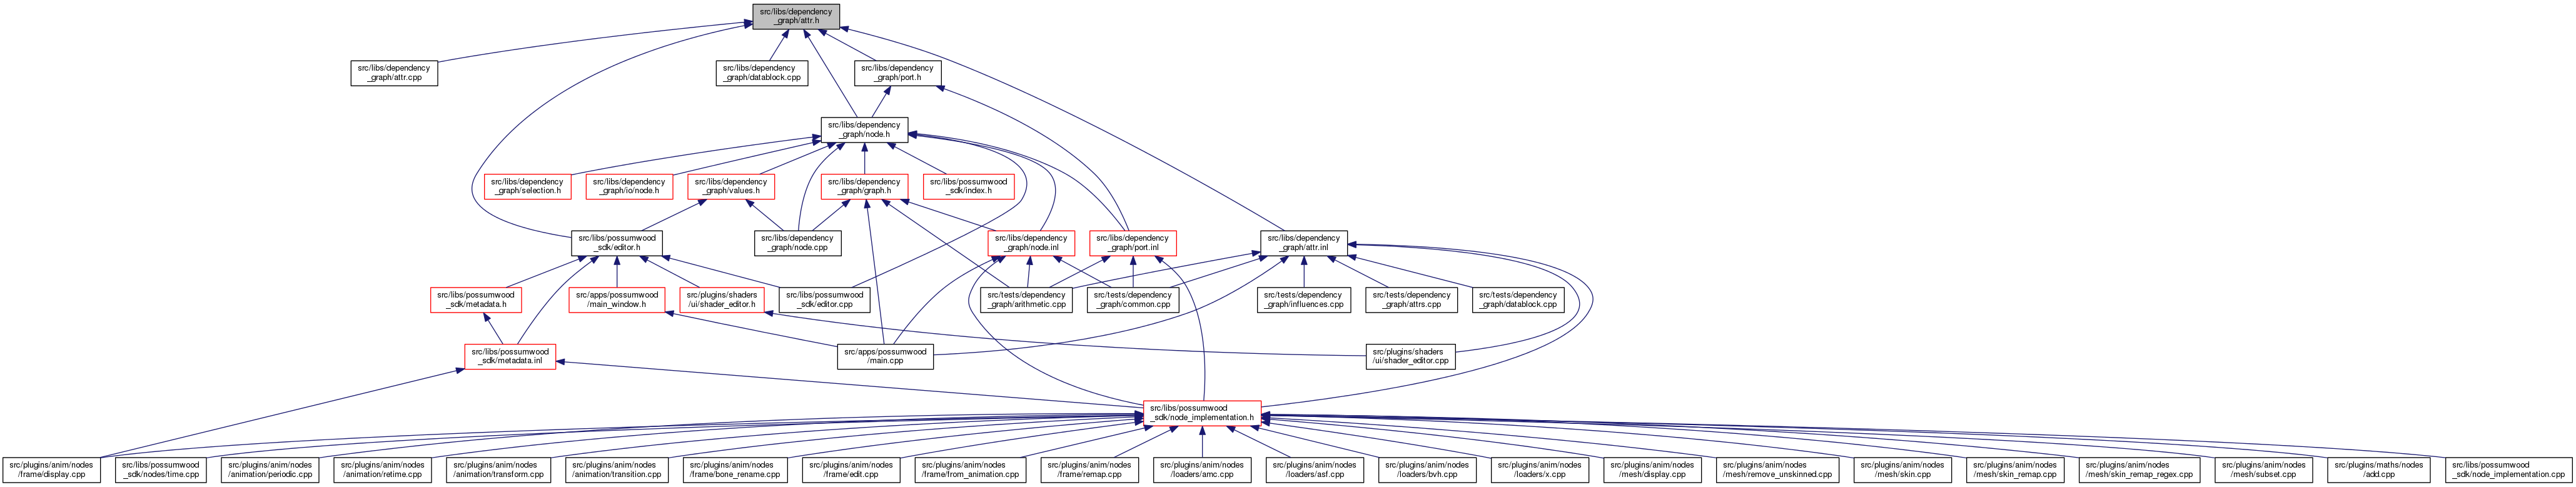 src/libs/dependency
_graph/attr.h
src/libs/dependency
_graph/attr.cpp
src/libs/dependency
_graph/datablock.cpp
src/libs/dependency
_graph/port.h
src/libs/dependency
_graph/node.h
src/libs/dependency
_graph/selection.h
src/libs/dependency
_graph/io/node.h
src/libs/dependency
_graph/values.h
src/libs/dependency
_graph/graph.h
src/libs/possumwood
_sdk/index.h
src/libs/possumwood
_sdk/editor.h
src/libs/dependency
_graph/node.cpp
src/libs/dependency
_graph/node.inl
src/libs/dependency
_graph/port.inl
src/libs/dependency
_graph/attr.inl
src/libs/possumwood
_sdk/metadata.h
src/apps/possumwood
/main_window.h
src/plugins/shaders
/ui/shader_editor.h
src/libs/possumwood
_sdk/editor.cpp
src/tests/dependency
_graph/arithmetic.cpp
src/tests/dependency
_graph/common.cpp
src/tests/dependency
_graph/influences.cpp
src/tests/dependency
_graph/attrs.cpp
src/tests/dependency
_graph/datablock.cpp
src/libs/possumwood
_sdk/metadata.inl
src/apps/possumwood
/main.cpp
src/plugins/shaders
/ui/shader_editor.cpp
src/libs/possumwood
_sdk/node_implementation.h
src/plugins/anim/nodes
/frame/display.cpp
src/libs/possumwood
_sdk/nodes/time.cpp
src/plugins/anim/nodes
/animation/periodic.cpp
src/plugins/anim/nodes
/animation/retime.cpp
src/plugins/anim/nodes
/animation/transform.cpp
src/plugins/anim/nodes
/animation/transition.cpp
src/plugins/anim/nodes
/frame/bone_rename.cpp
src/plugins/anim/nodes
/frame/edit.cpp
src/plugins/anim/nodes
/frame/from_animation.cpp
src/plugins/anim/nodes
/frame/remap.cpp
src/plugins/anim/nodes
/loaders/amc.cpp
src/plugins/anim/nodes
/loaders/asf.cpp
src/plugins/anim/nodes
/loaders/bvh.cpp
src/plugins/anim/nodes
/loaders/x.cpp
src/plugins/anim/nodes
/mesh/display.cpp
src/plugins/anim/nodes
/mesh/remove_unskinned.cpp
src/plugins/anim/nodes
/mesh/skin.cpp
src/plugins/anim/nodes
/mesh/skin_remap.cpp
src/plugins/anim/nodes
/mesh/skin_remap_regex.cpp
src/plugins/anim/nodes
/mesh/subset.cpp
src/plugins/maths/nodes
/add.cpp
src/libs/possumwood
_sdk/node_implementation.cpp